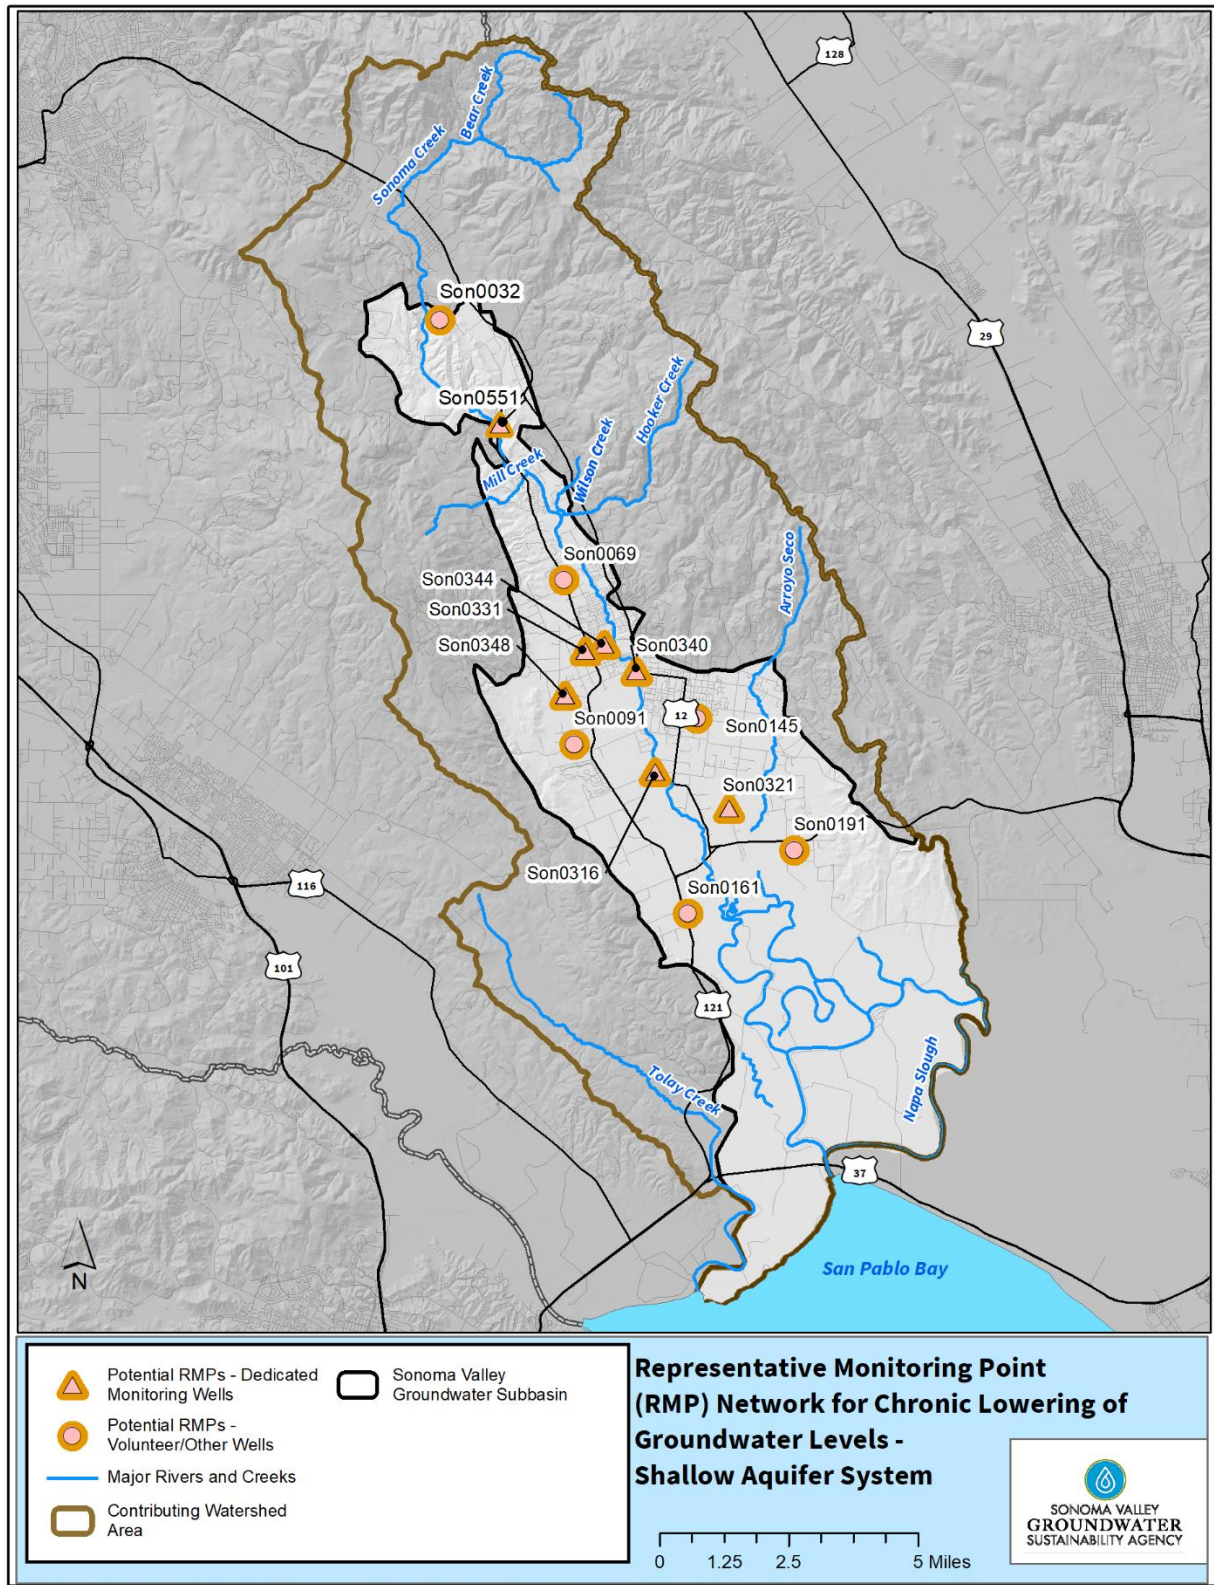 128
Bear Creek
Sonoma Creek
Son0032
29
Son0551
Hooker Creek
Wilson Creek
Mill Creek
Arroyo Seco
Son0069
Son0344
Son0331
Son0348
Son0340
12
Son0091
Son0145
Son0321
Son0191
Son0316
Son0161
116
101
121
Napa Slough
Tolay Creek
37
San Pablo Bay
N
Potential RMPs - Dedicated
Monitoring Wells
Potential RMPs -
Volunteer/Other Wells
Major Rivers and Creeks
Contributing Watershed
Area
Sonoma Valley
Groundwater Subbasin
Representative Monitoring Point
(RMP) Network for Chronic Lowering of
Groundwater Levels -
Shallow Aquifer System
0 1.25 2.5 5 Miles
SONOMA VALLEY
GROUNDWATER
SUSTAINABILITY AGENCY